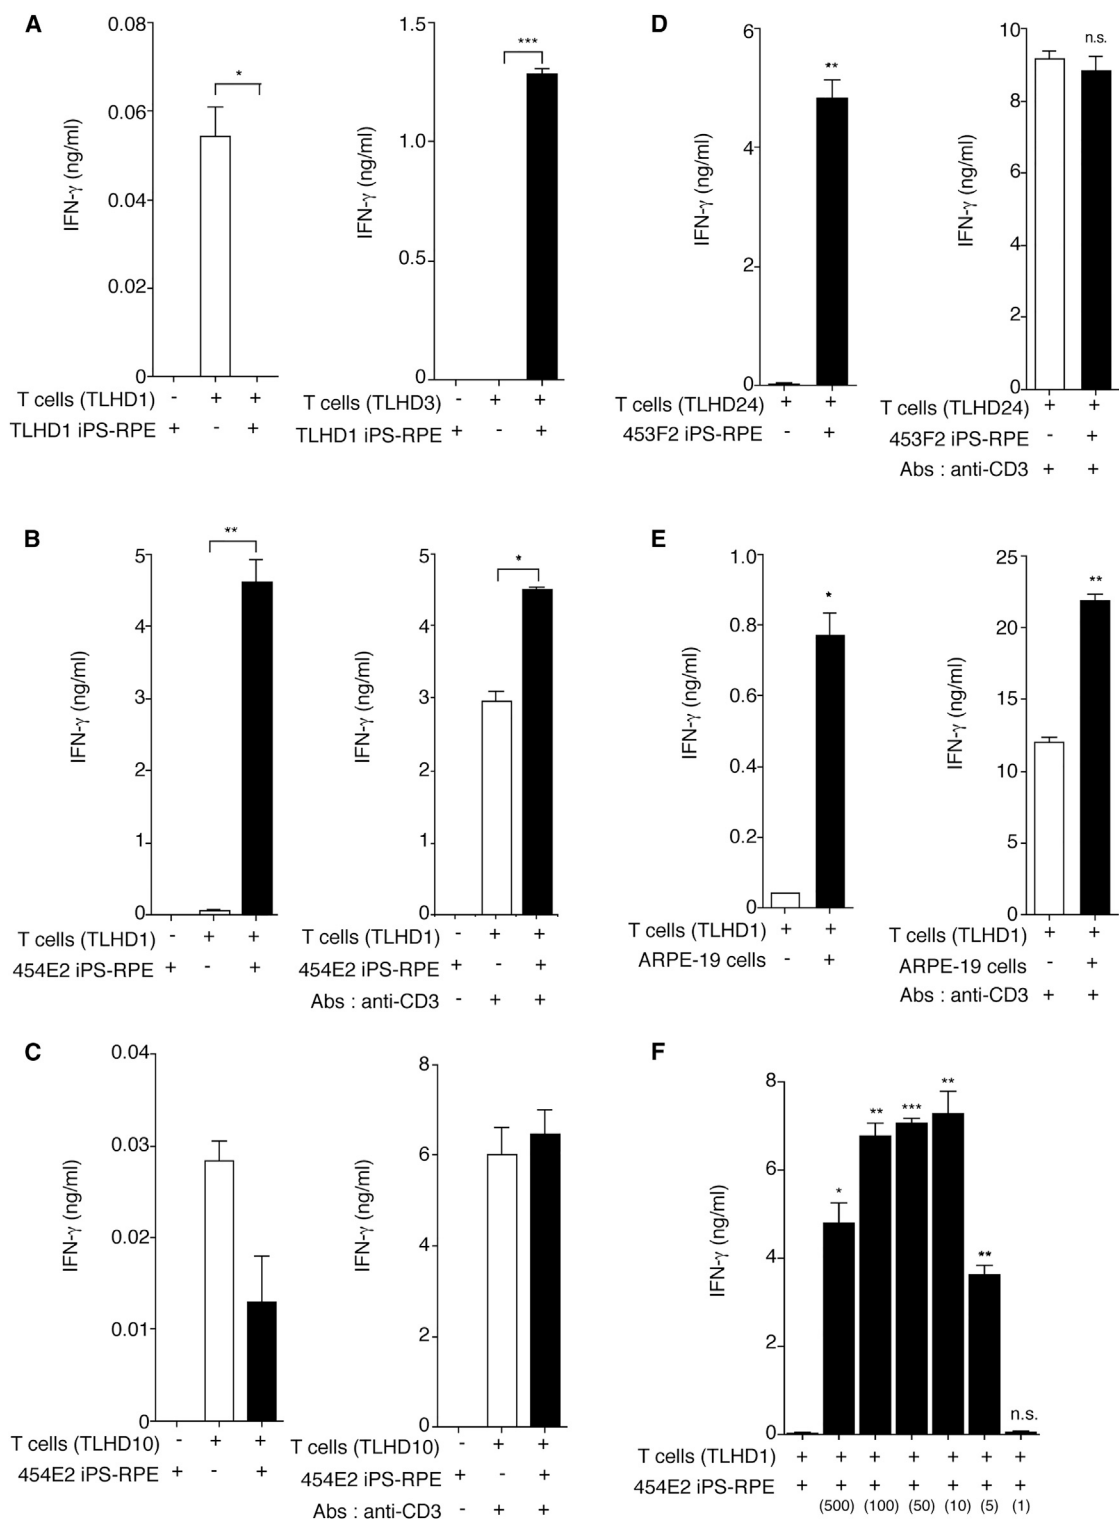 A
IFN-γ (ng/ml)
0.08
0.06
0.04
0.02
0
*
T cells (TLHD1) - + +
TLHD1 iPS-RPE + - +
IFN-γ (ng/ml)
1.5
1.0
0.5
0
***
T cells (TLHD3) - + +
TLHD1 iPS-RPE + - +
D
IFN-γ (ng/ml)
6
4
2
0
**
T cells (TLHD24) + +
453F2 iPS-RPE - +
IFN-γ (ng/ml)
10
8
6
4
2
0
n.s.
T cells (TLHD24) + +
453F2 iPS-RPE - +
Abs : anti-CD3 + +
B
IFN-γ (ng/ml)
5
4
3
2
1
0
**
T cells (TLHD1) - + +
454E2 iPS-RPE + - +
IFN-γ (ng/ml)
5
4
3
2
1
0
*
T cells (TLHD1) - + +
454E2 iPS-RPE + - +
Abs : anti-CD3 - + +
E
IFN-γ (ng/ml)
1.0
0.8
0.6
0.4
0.2
0
*
T cells (TLHD1) + +
ARPE-19 cells - +
IFN-γ (ng/ml)
25
20
15
10
5
0
**
T cells (TLHD1) + +
ARPE-19 cells - +
Abs : anti-CD3 + +
C
IFN-γ (ng/ml)
0.04
0.03
0.02
0.01
0
T cells (TLHD10) - + +
454E2 iPS-RPE + - +
IFN-γ (ng/ml)
8
6
4
2
0
T cells (TLHD10) - + +
454E2 iPS-RPE + - +
Abs : anti-CD3 - + +
F
IFN-γ (ng/ml)
8
6
4
2
0
* ** *** ** ** n.s.
T cells (TLHD1) + + + + + + +
454E2 iPS-RPE + + + + + + +
(500) (100) (50) (10) (5) (1)